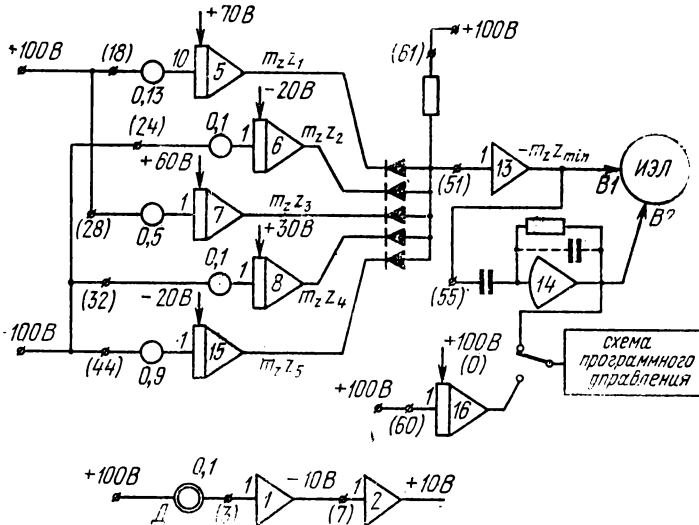 +70В
+100В
(18)
10
5
m_z z_1
0,13
(61)
+100В
-20В
(24)
0,1
1
6
m_z z_2
+60В
(28)
0,5
1
7
m_z z_3
+30В
(32)
0,1
1
8
m_z z_4
-20В
-100В
(44)
0,9
1
15
m_z z_5
(51)
1
13
-m_z z_min
ИЭЛ
В1
В2
(55)
14
+100В
(0)
+100В
(60)
1
16
схема
программного
управления
+100В
0,1
Д
(3)
1
1
-10В
(7)
1
2
+10В